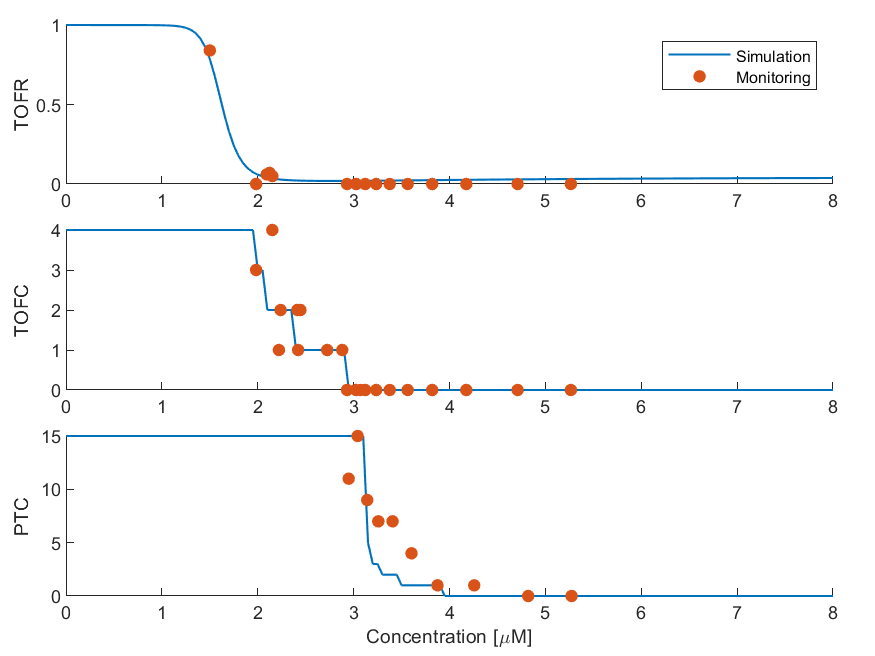 1
0.5
0
TOFR
Simulation
Monitoring
0 1 2 3 4 5 6 7 8
4
3
2
1
0
TOFC
0 1 2 3 4 5 6 7 8
15
10
5
0
PTC
0 1 2 3 4 5 6 7 8
Concentration [μM]